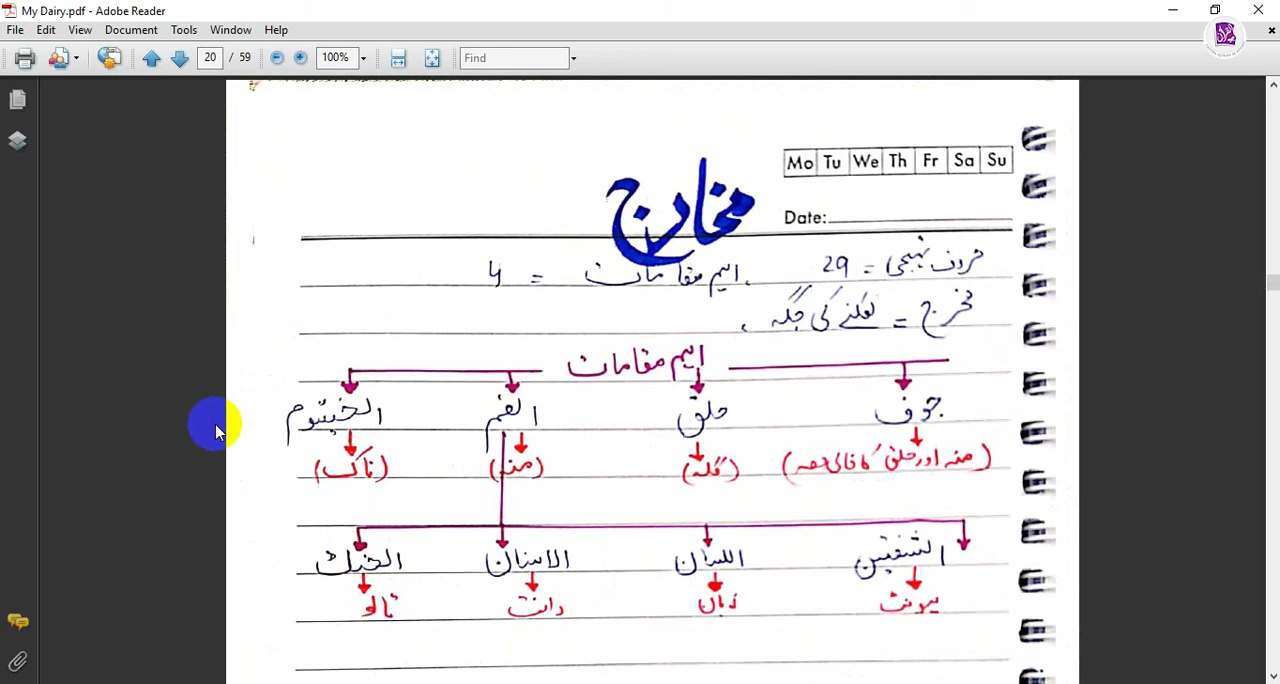 My Dairy.pdf - Adobe Reader
File Edit View Document Tools Window Help
20 / 59 100% Find
Mo Tu We Th Fr Sa Su
مخارج
Date:
حروف تہجی = 29 . اہم مقامات = 4
مخرج = نکلنے کی جگہ .
اہم مقامات
جوف حلق الفم الخیشوم
(منہ اور حلق کا خالی حصہ) (گلہ) (منہ) (ناک)
الشفتین اللسان الاسنان الحنک
ہونٹ زبان دانت تالو